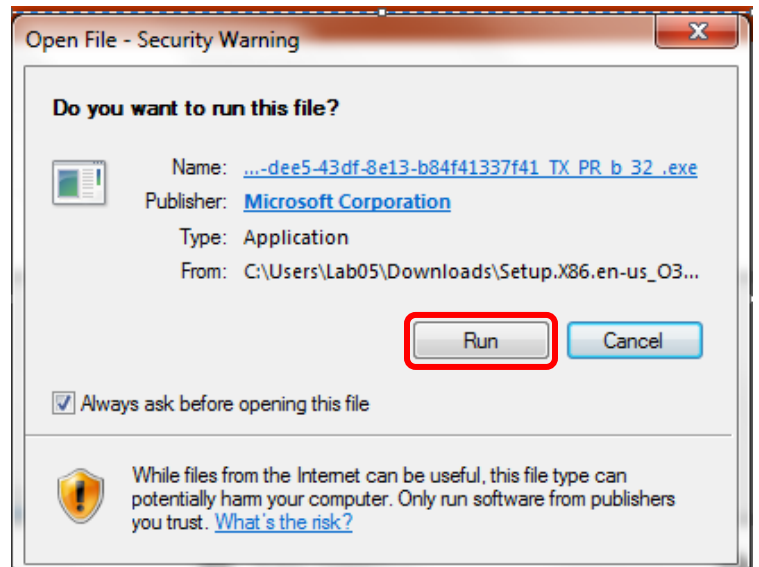 Open File - Security Warning
X
Do you want to run this file?
Name: ...-dee5-43df-8e13-b84f41337f41_TX_PR_b_32_.exe
Publisher: Microsoft Corporation
Type: Application
From: C:\Users\Lab05\Downloads\Setup.X86.en-us_O3...
Run Cancel
Always ask before opening this file
While files from the Internet can be useful, this file type can
potentially harm your computer. Only run software from publishers
you trust. What's the risk?